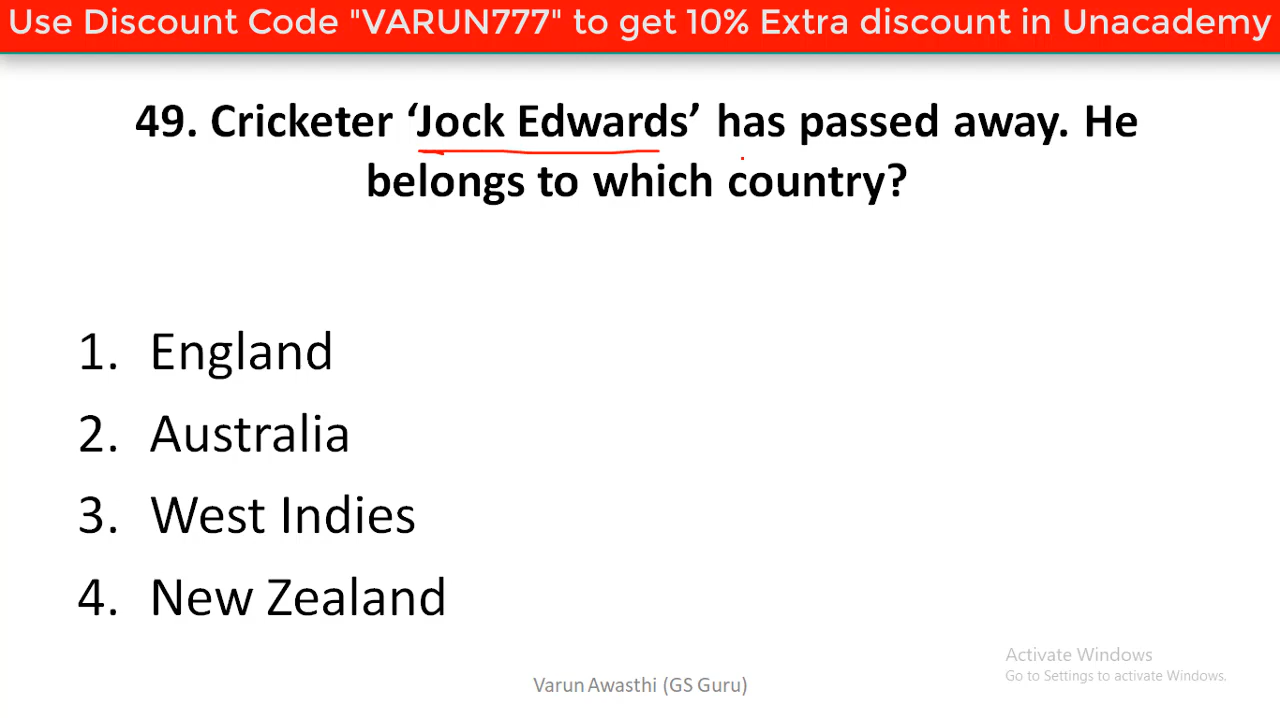 Use Discount Code "VARUN777" to get 10% Extra discount in Unacademy
49. Cricketer ‘Jock Edwards’ has passed away. He
belongs to which country?
1. England
2. Australia
3. West Indies
4. New Zealand
Activate Windows
Go to Settings to activate Windows.
Varun Awasthi (GS Guru)